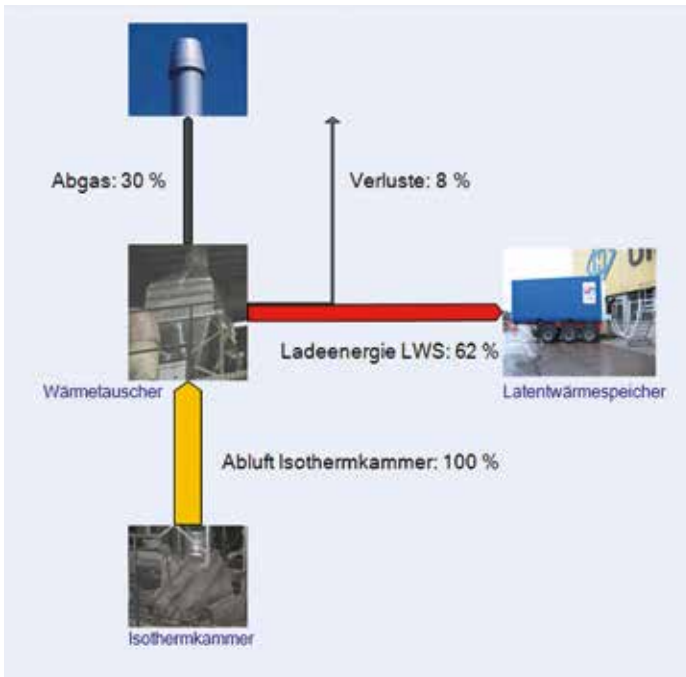 Abgas: 30 %
Verluste: 8 %
Ladeenergie LWS: 62 %
Wärmetauscher
Latentwärmespeicher
Abluft Isothermkammer: 100 %
Isothermkammer